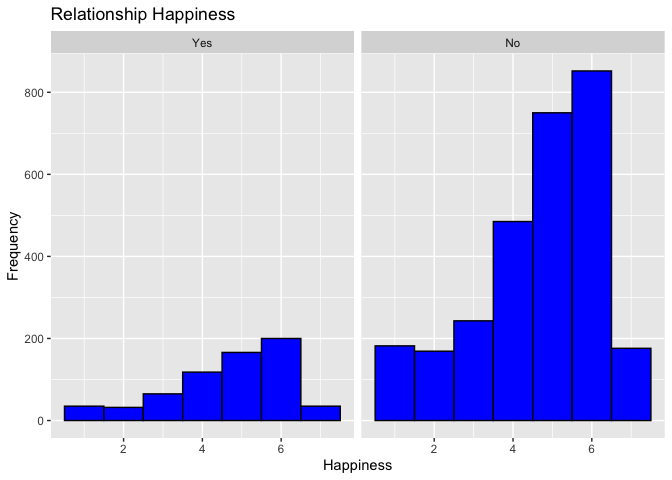 Relationship Happiness
Yes No
800
600
400
200
0
Frequency
2 4 6 2 4 6
Happiness